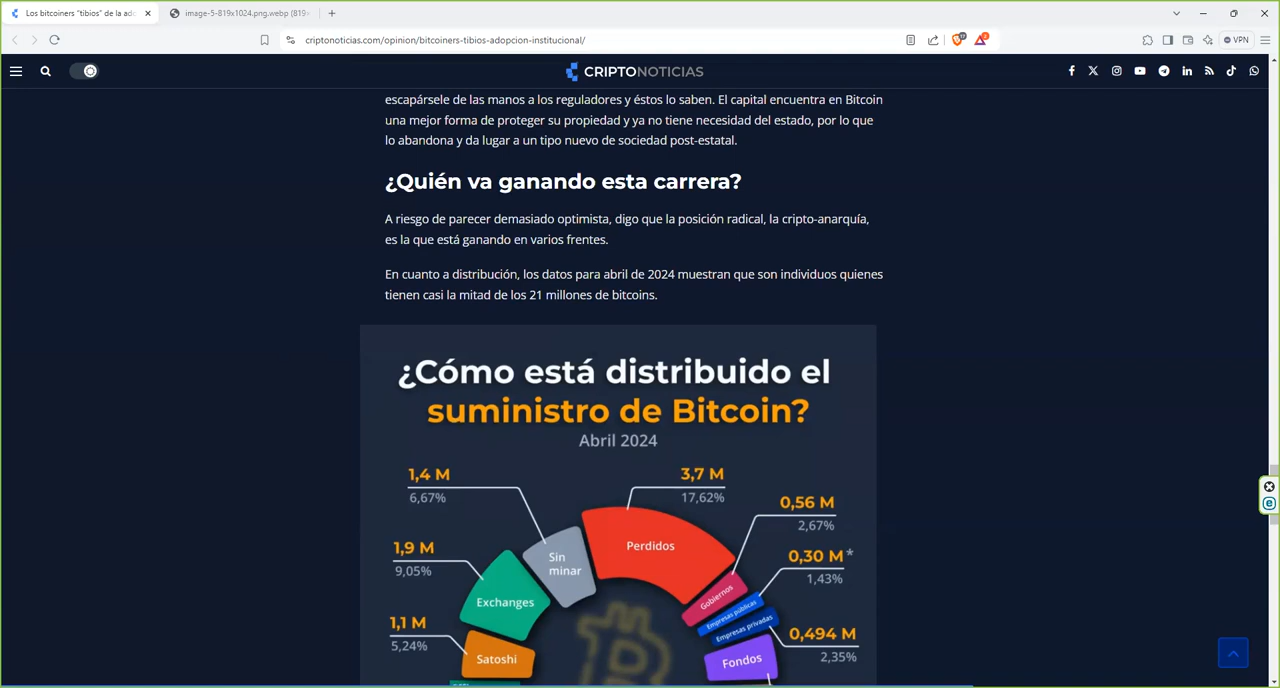 Los bitcoiners "tibios" de la ado
image-5-819x1024.png.webp (819×
criptonoticias.com/opinion/bitcoiners-tibios-adopcion-institucional/
VPN
CRIPTONOTICIAS
escapársele de las manos a los reguladores y éstos lo saben. El capital encuentra en Bitcoin
una mejor forma de proteger su propiedad y ya no tiene necesidad del estado, por lo que
lo abandona y da lugar a un tipo nuevo de sociedad post-estatal.
¿Quién va ganando esta carrera?
A riesgo de parecer demasiado optimista, digo que la posición radical, la cripto-anarquía,
es la que está ganando en varios frentes.
En cuanto a distribución, los datos para abril de 2024 muestran que son individuos quienes
tienen casi la mitad de los 21 millones de bitcoins.
¿Cómo está distribuido el
suministro de Bitcoin?
Abril 2024
1,4 M
6,67%
3,7 M
17,62%
0,56 M
2,67%
Perdidos
Sin
minar
1,9 M
9,05%
0,30 M*
1,43%
Exchanges
Gobiernos
Empresas públicas
Empresas privadas
1,1 M
5,24%
0,494 M
2,35%
Satoshi
Fondos